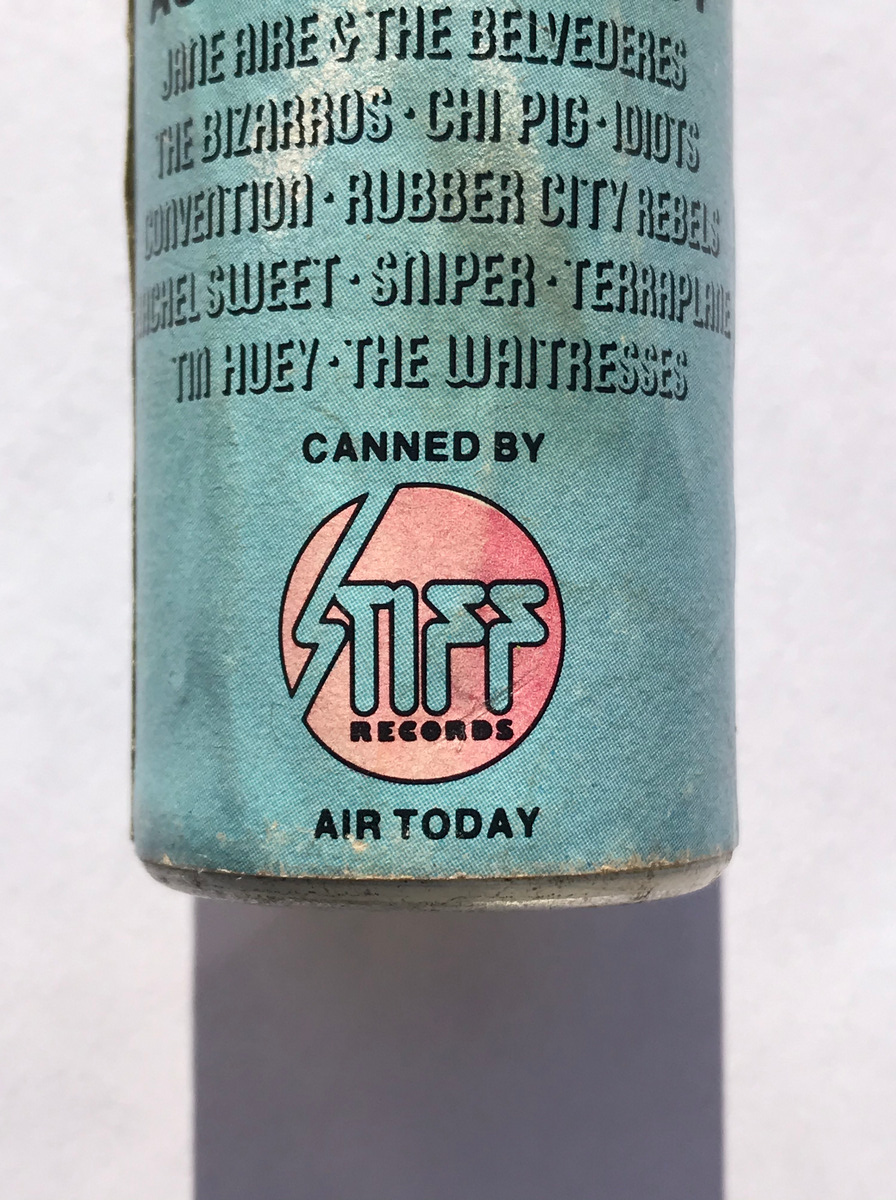 JANE AIRE & THE BELVEDERES
THE BIZARROS · CHI PIG · IDIOTS
CONVENTION · RUBBER CITY REBELS
RACHEL SWEET · SNIPER · TERRAPLANE
TIN HUEY · THE WAITRESSES
CANNED BY
STIFF
RECORDS
AIR TODAY